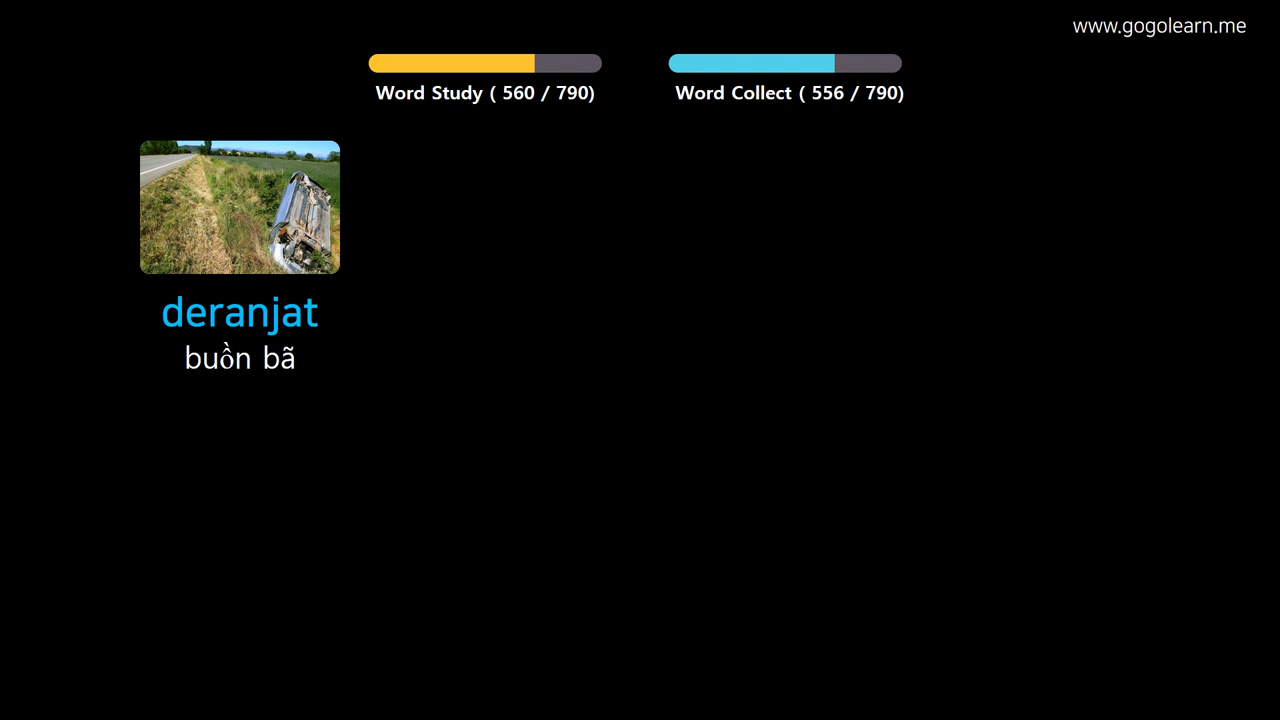 www.gogolearn.me
Word Study ( 560 / 790)
Word Collect ( 556 / 790)
deranjat
buồn bã